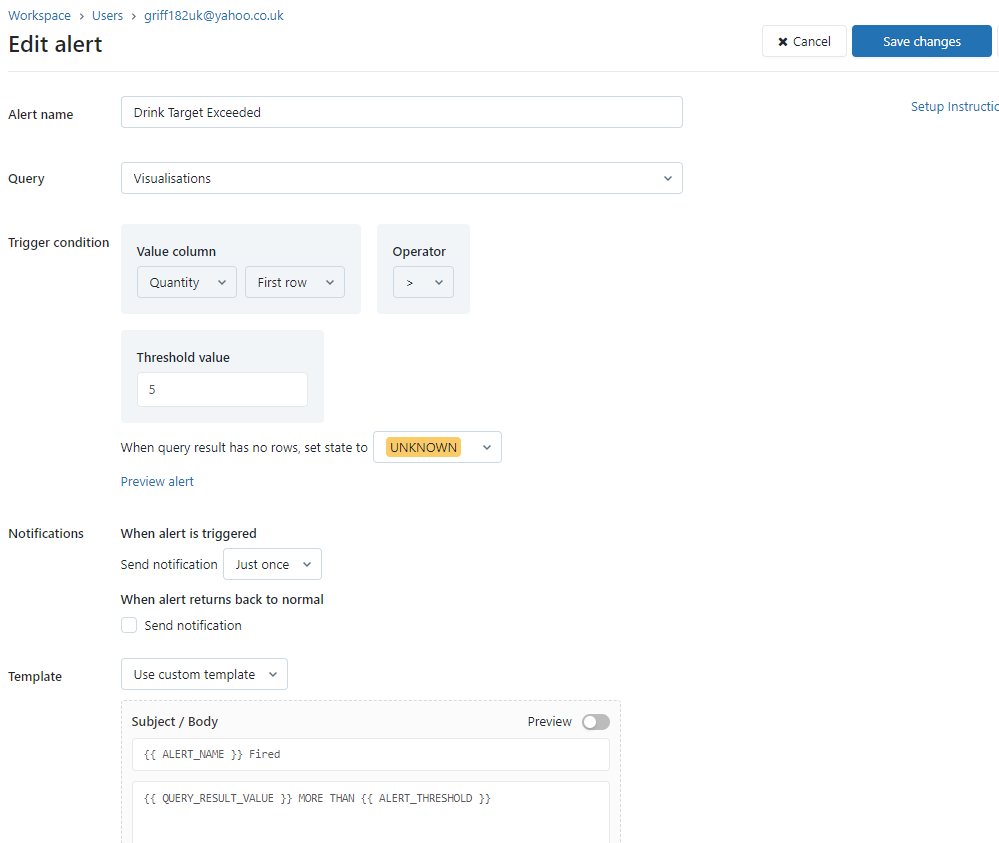 Workspace › Users › griff182uk@yahoo.co.uk
Edit alert
✖ Cancel
Save changes
Alert name
Drink Target Exceeded
Setup Instructio
Query
Visualisations
Trigger condition
Value column
Operator
Quantity
First row
>
Threshold value
5
When query result has no rows, set state to UNKNOWN
Preview alert
Notifications
When alert is triggered
Send notification Just once
When alert returns back to normal
Send notification
Template
Use custom template
Subject / Body
Preview
{{ ALERT_NAME }} Fired
{{ QUERY_RESULT_VALUE }} MORE THAN {{ ALERT_THRESHOLD }}